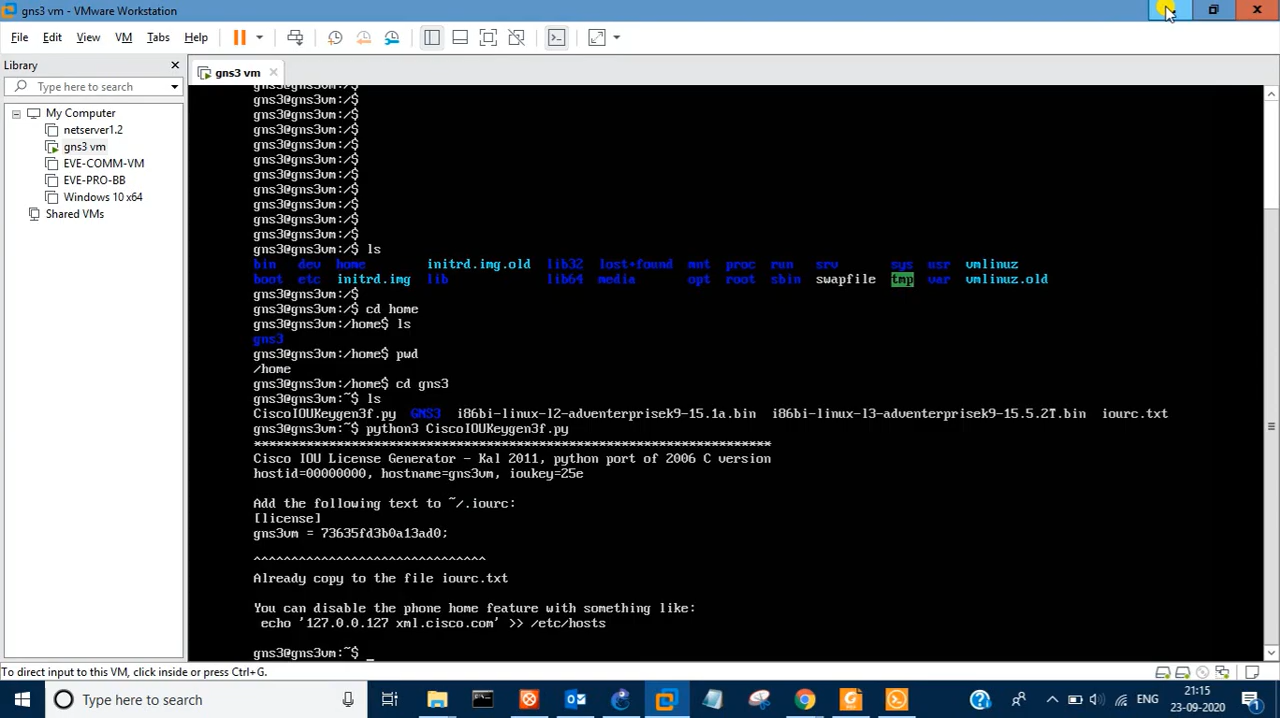 gns3 vm - VMware Workstation
File Edit View VM Tabs Help
Library
gns3 vm
Type here to search
My Computer
netserver1.2
gns3 vm
EVE-COMM-VM
EVE-PRO-BB
Windows 10 x64
Shared VMs
gns3@gns3vm:/$
gns3@gns3vm:/$
gns3@gns3vm:/$
gns3@gns3vm:/$
gns3@gns3vm:/$
gns3@gns3vm:/$
gns3@gns3vm:/$
gns3@gns3vm:/$
gns3@gns3vm:/$
gns3@gns3vm:/$
gns3@gns3vm:/$
gns3@gns3vm:/$ ls
bin dev home initrd.img.old lib32 lost+found mnt proc run srv sys usr vmlinuz
boot etc initrd.img lib lib64 media opt root sbin swapfile tmp var vmlinuz.old
gns3@gns3vm:/$
gns3@gns3vm:/$ cd home
gns3@gns3vm:/home$ ls
gns3
gns3@gns3vm:/home$ pwd
/home
gns3@gns3vm:/home$ cd gns3
gns3@gns3vm:~$ ls
CiscoIOUKeygen3f.py GNS3 i86bi-linux-l2-adventerprisek9-15.1a.bin i86bi-linux-l3-adventerprisek9-15.5.2T.bin iourc.txt
gns3@gns3vm:~$ python3 CiscoIOUKeygen3f.py
*********************************************************************
Cisco IOU License Generator - Kal 2011, python port of 2006 C version
hostid=00000000, hostname=gns3vm, ioukey=25e
Add the following text to ~/.iourc:
[license]
gns3vm = 73635fd3b0a13ad0;
^^^^^^^^^^^^^^^^^^^^^^^^^^^^^^^
Already copy to the file iourc.txt
You can disable the phone home feature with something like:
echo '127.0.0.127 xml.cisco.com' >> /etc/hosts
gns3@gns3vm:~$ _
To direct input to this VM, click inside or press Ctrl+G.
Type here to search
ENG
21:15
23-09-2020
1